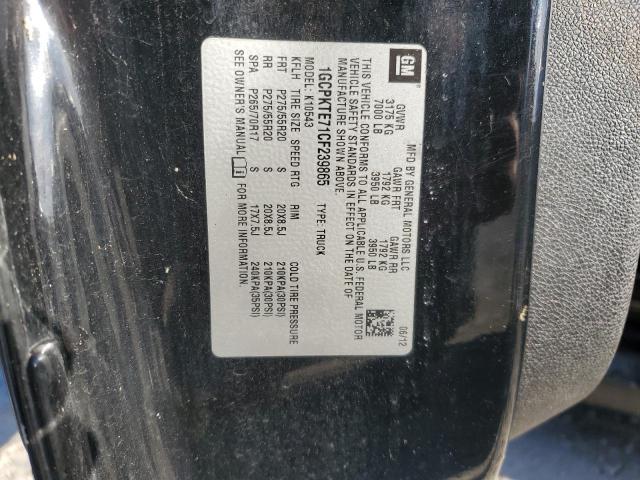 GM
MFD BY GENERAL MOTORS LLC 06/12
GVWR GAWR FRT GAWR RR
3175 KG 1792 KG 1792 KG
7000 LB 3950 LB 3950 LB
THIS VEHICLE CONFORMS TO ALL APPLICABLE U.S. FEDERAL MOTOR
VEHICLE SAFETY STANDARDS IN EFFECT ON THE DATE OF
MANUFACTURE SHOWN ABOVE.
1GCPKTE71CF239865 TYPE: TRUCK
MODEL: K10543
KFLH TIRE SIZE SPEED RTG RIM COLD TIRE PRESSURE
FRT P275/55R20 S 20X8.5J 210KPA(30PSI)
RR P275/55R20 S 20X8.5J 210KPA(30PSI)
SPA P265/70R17 S 17X7.5J 240KPA(35PSI)
SEE OWNER'S MANUAL FOR MORE INFORMATION.